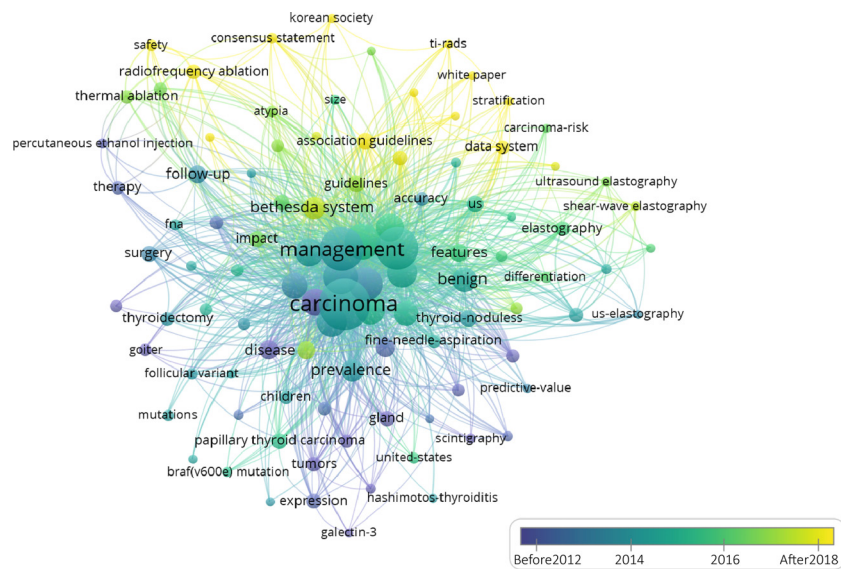 korean society
safety
consensus statement
ti-rads
radiofrequency ablation
white paper
thermal ablation
size
stratification
atypia
carcinoma-risk
percutaneous ethanol injection
association guidelines
data system
follow-up
guidelines
ultrasound elastography
therapy
accuracy
bethesda system
us
shear-wave elastography
fna
elastography
impact
management
features
surgery
benign
differentiation
carcinoma
thyroidectomy
thyroid-noduless
us-elastography
fine-needle-aspiration
goiter
disease
follicular variant
prevalence
predictive-value
children
mutations
gland
papillary thyroid carcinoma
scintigraphy
united-states
tumors
braf(v600e) mutation
hashimotos-thyroiditis
expression
galectin-3
Before2012 2014 2016 After2018